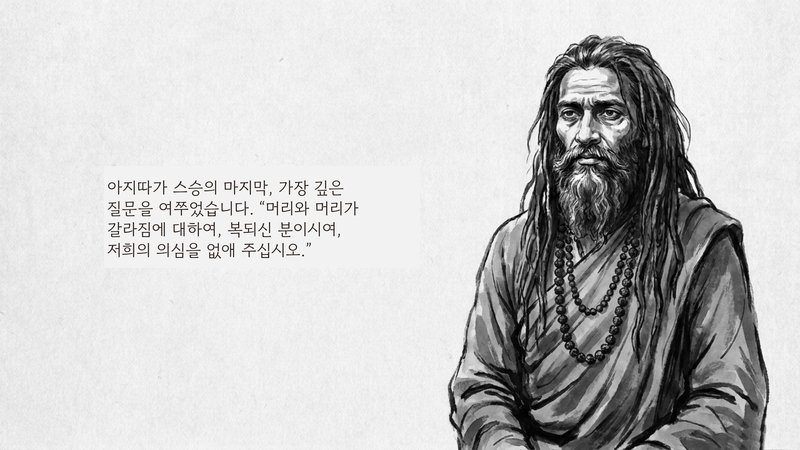 아지따가 스승의 마지막, 가장 깊은
질문을 여쭈었습니다. “머리와 머리가
갈라짐에 대하여, 복되신 분이시여,
저희의 의심을 없애 주십시오.”